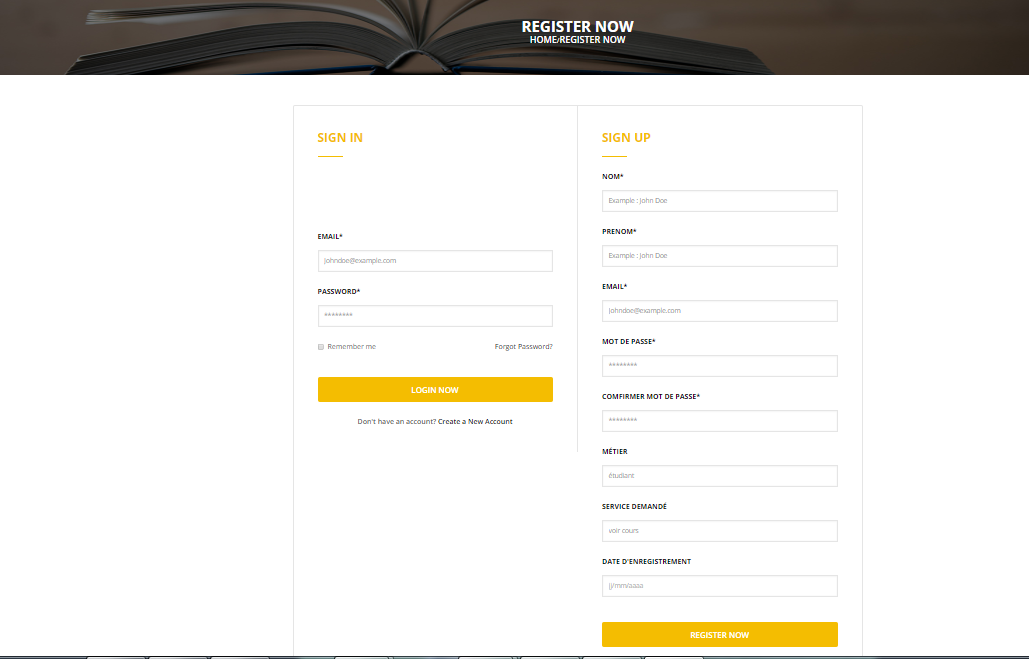 REGISTER NOW
HOME/REGISTER NOW
SIGN IN
EMAIL*
Johndoe@example.com
PASSWORD*
********
Remember me
Forgot Password?
LOGIN NOW
Don't have an account? Create a New Account
SIGN UP
NOM*
Example : John Doe
PRENOM*
Example : John Doe
EMAIL*
Johndoe@example.com
MOT DE PASSE*
********
COMFIRMER MOT DE PASSE*
********
MÉTIER
étudiant
SERVICE DEMANDÉ
voir cours
DATE D'ENREGISTREMENT
jj/mm/aaaa
REGISTER NOW